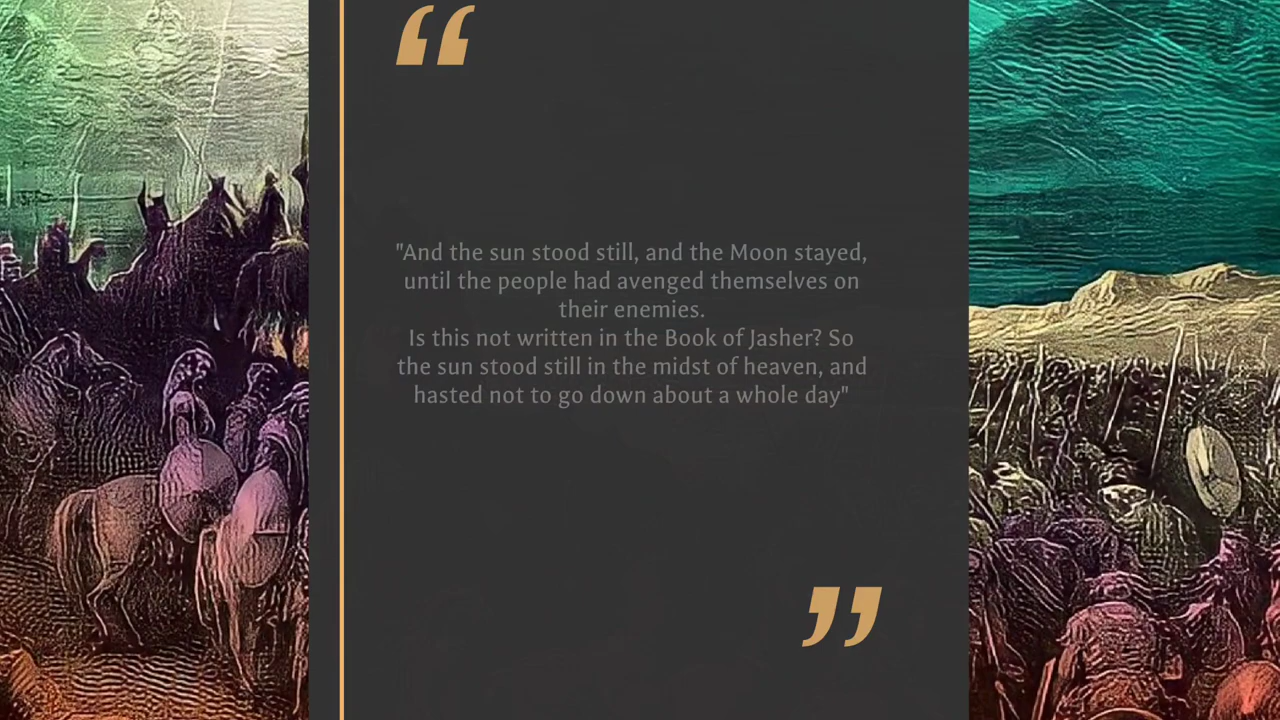 "And the sun stood still, and the Moon stayed,
until the people had avenged themselves on
their enemies.
Is this not written in the Book of Jasher? So
the sun stood still in the midst of heaven, and
hasted not to go down about a whole day"